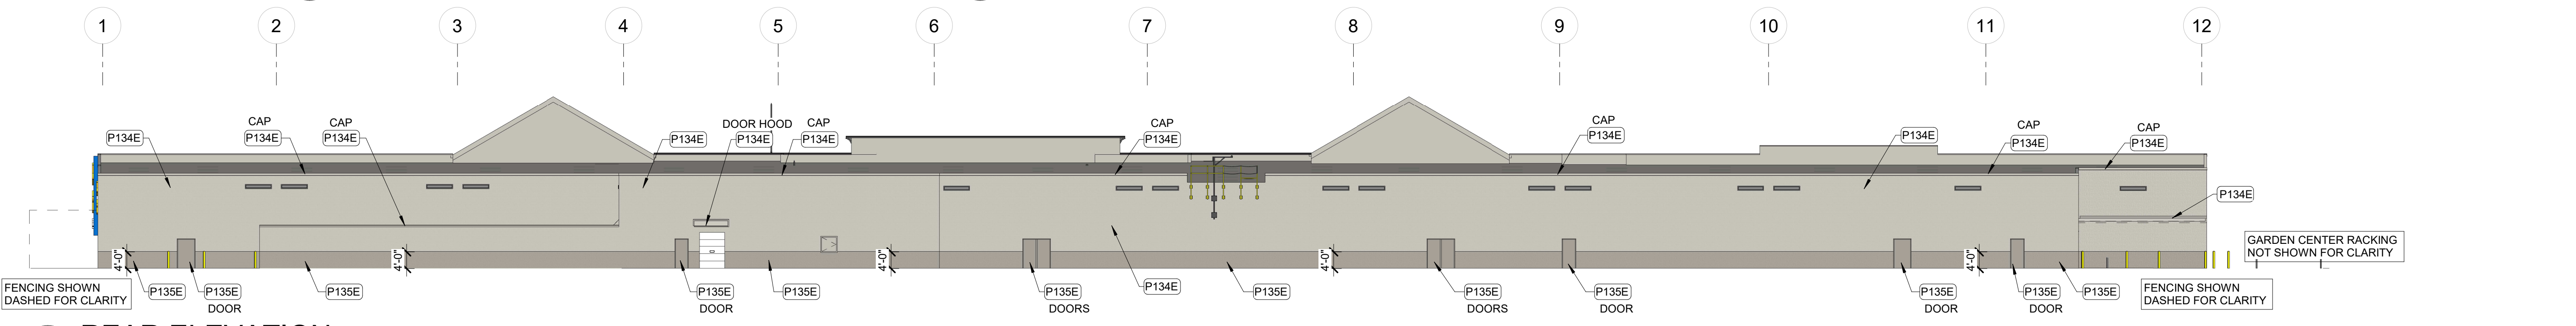 1 2 3 4 5 6 7 8 9 10 11 12
CAP CAP DOOR HOOD CAP CAP CAP CAP CAP
P134E P134E P134E P134E P134E P134E P134E P134E P134E P134E P134E
P134E
4'-0" 4'-0" 4'-0" 4'-0" 4'-0"
GARDEN CENTER RACKING
NOT SHOWN FOR CLARITY
FENCING SHOWN
DASHED FOR CLARITY
P135E P135E P135E P135E P135E P135E P134E P135E P135E P135E P135E P135E P135E
DOOR DOOR DOORS DOORS DOOR DOOR DOOR
FENCING SHOWN
DASHED FOR CLARITY
REAR ELEVATION